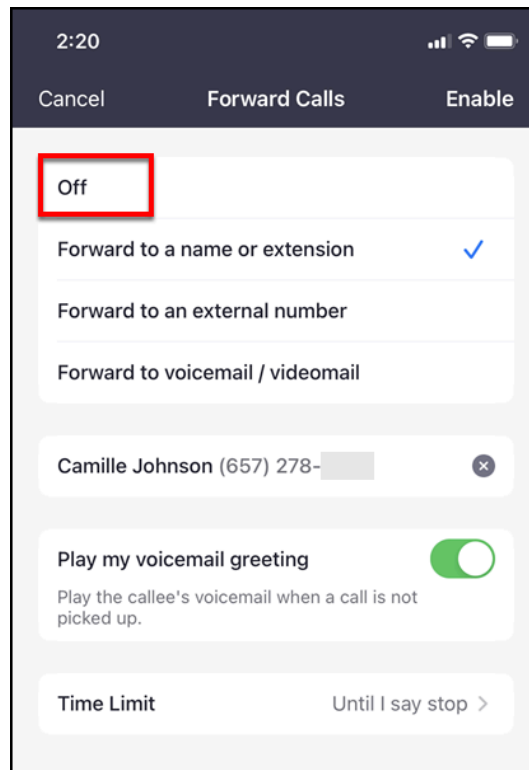 2:20
Cancel Forward Calls Enable
Off
Forward to a name or extension
Forward to an external number
Forward to voicemail / videomail
Camille Johnson (657) 278-
Play my voicemail greeting
Play the callee's voicemail when a call is not
picked up.
Time Limit Until I say stop